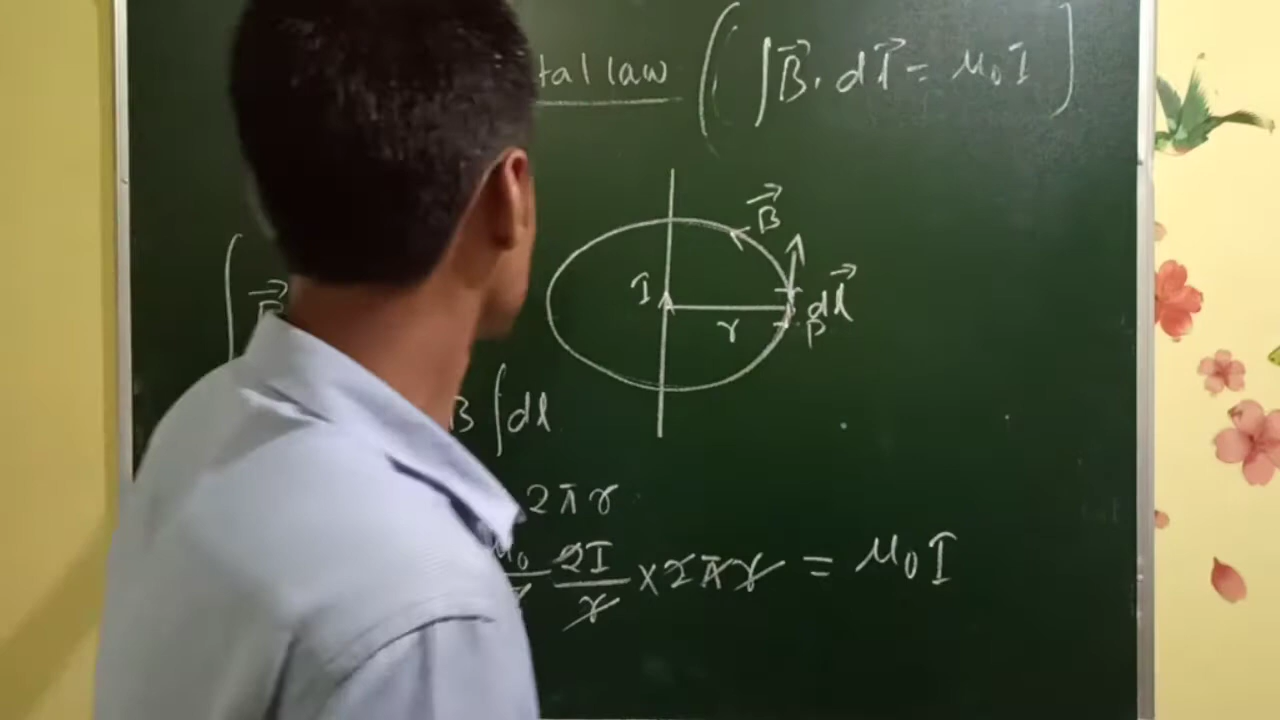 tal law ( ∫B⃗. dl⃗ = μ₀I )
B⃗
I
dl⃗
r
P
B⃗
B ∫dl
2πr
μ₀ 2I/r × 2πr = μ₀I